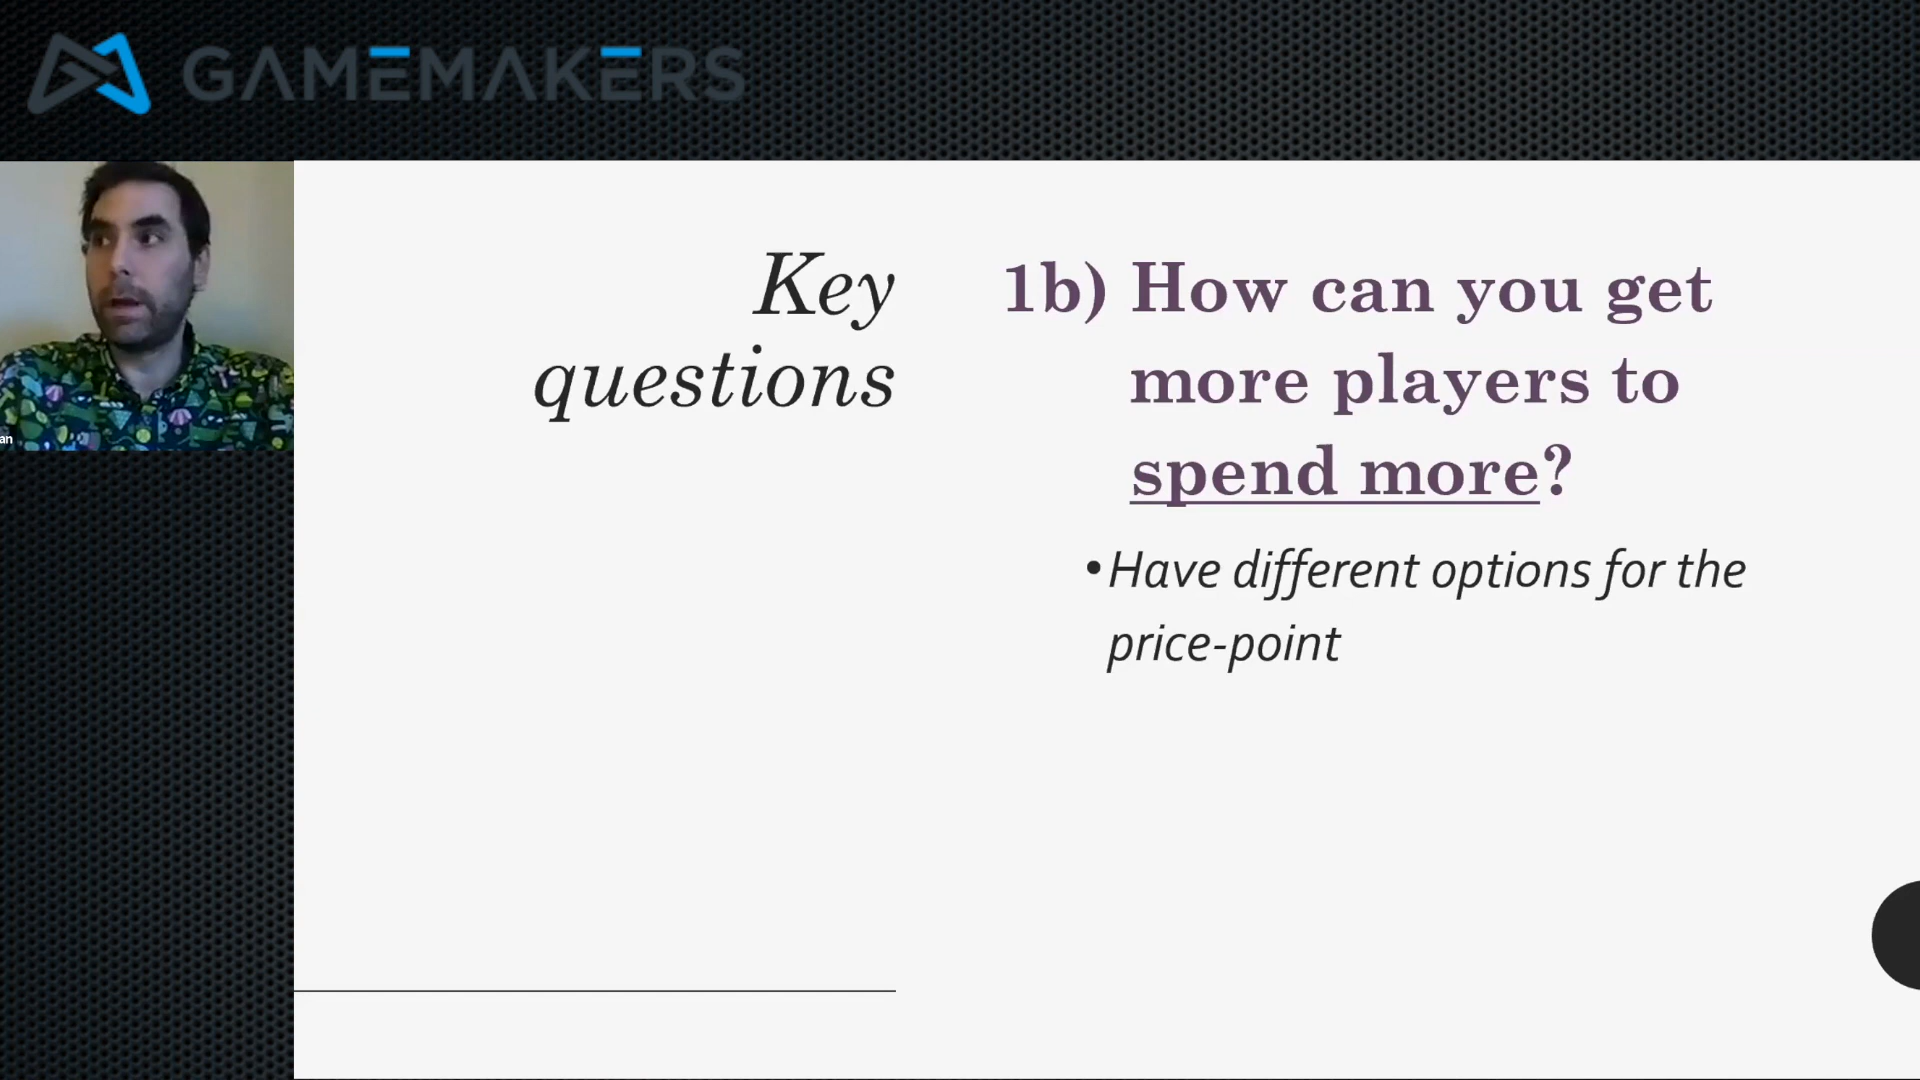 GAMEMAKERS
an
Key
questions
1b) How can you get
more players to
spend more?
•Have different options for the
price-point